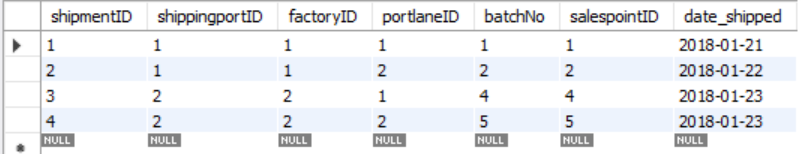 shipmentID shippingportID factoryID portlaneID batchNo salespointID date_shipped
1 1 1 1 1 1 2018-01-21
2 1 1 2 2 2 2018-01-22
3 2 2 1 4 4 2018-01-23
4 2 2 2 5 5 2018-01-23
NULL NULL NULL NULL NULL NULL NULL